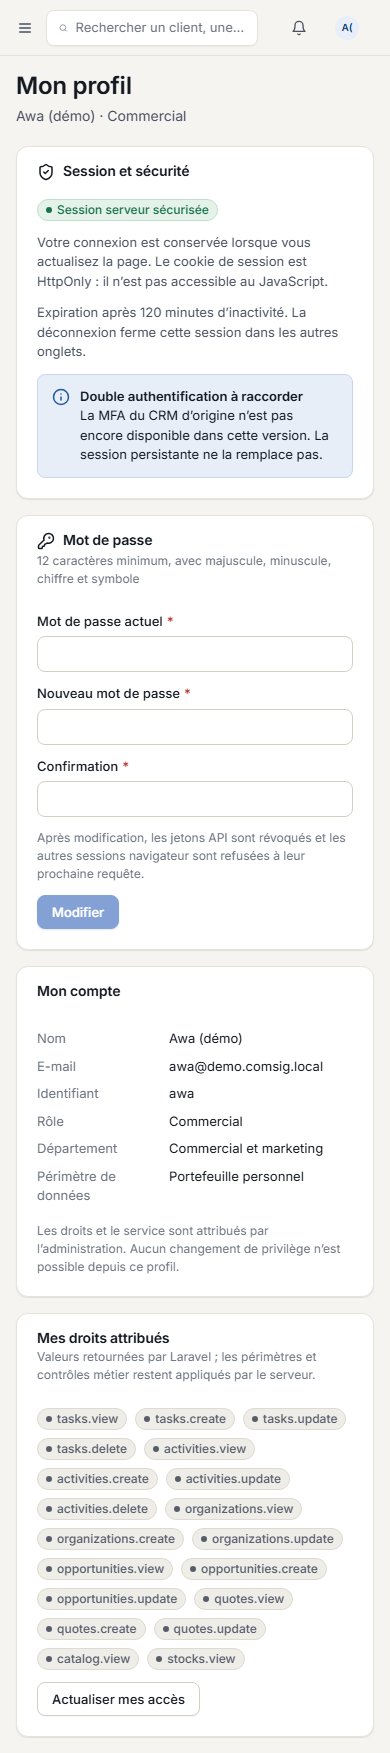 Rechercher un client, une...
A(
Mon profil
Awa (démo) · Commercial
Session et sécurité
Session serveur sécurisée
Votre connexion est conservée lorsque vous
actualisez la page. Le cookie de session est
HttpOnly : il n’est pas accessible au JavaScript.
Expiration après 120 minutes d’inactivité. La
déconnexion ferme cette session dans les autres
onglets.
Double authentification à raccorder
La MFA du CRM d’origine n’est pas
encore disponible dans cette version. La
session persistante ne la remplace pas.
Mot de passe
12 caractères minimum, avec majuscule, minuscule,
chiffre et symbole
Mot de passe actuel *
Nouveau mot de passe *
Confirmation *
Après modification, les jetons API sont révoqués et les
autres sessions navigateur sont refusées à leur
prochaine requête.
Modifier
Mon compte
Nom Awa (démo)
E-mail awa@demo.comsig.local
Identifiant awa
Rôle Commercial
Département Commercial et marketing
Périmètre de Portefeuille personnel
données
Les droits et le service sont attribués par
l’administration. Aucun changement de privilège n’est
possible depuis ce profil.
Mes droits attribués
Valeurs retournées par Laravel ; les périmètres et
contrôles métier restent appliqués par le serveur.
tasks.view tasks.create tasks.update
tasks.delete activities.view
activities.create activities.update
activities.delete organizations.view
organizations.create organizations.update
opportunities.view opportunities.create
opportunities.update quotes.view
quotes.create quotes.update
catalog.view stocks.view
Actualiser mes accès